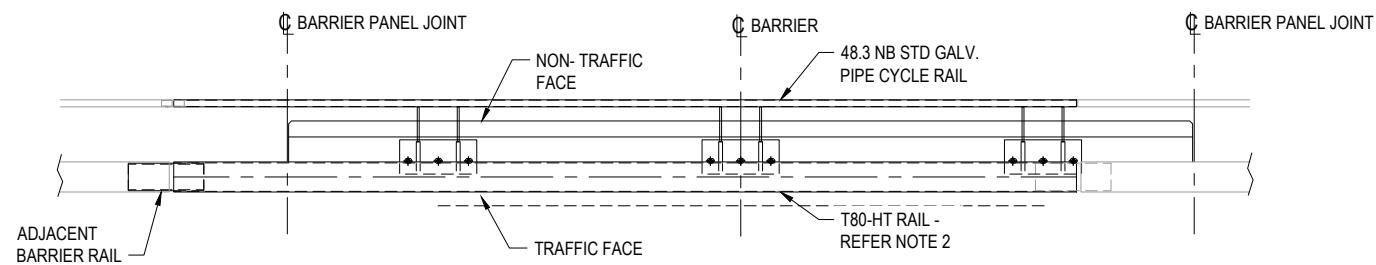 ℄ BARRIER PANEL JOINT
℄ BARRIER
℄ BARRIER PANEL JOINT
NON- TRAFFIC
FACE
48.3 NB STD GALV.
PIPE CYCLE RAIL
ADJACENT
BARRIER RAIL
TRAFFIC FACE
T80-HT RAIL -
REFER NOTE 2